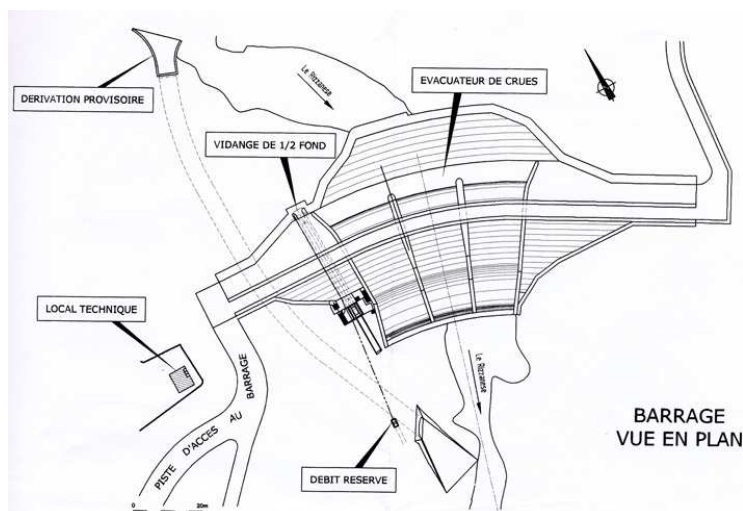 Le Rizzanese
EVACUATEUR DE CRUES
DERIVATION PROVISOIRE
VIDANGE DE 1/2 FOND
LOCAL TECHNIQUE
PISTE D'ACCES AU BARRAGE
Le Rizzanese
BARRAGE
VUE EN PLAN
DEBIT RESERVE
0 20m